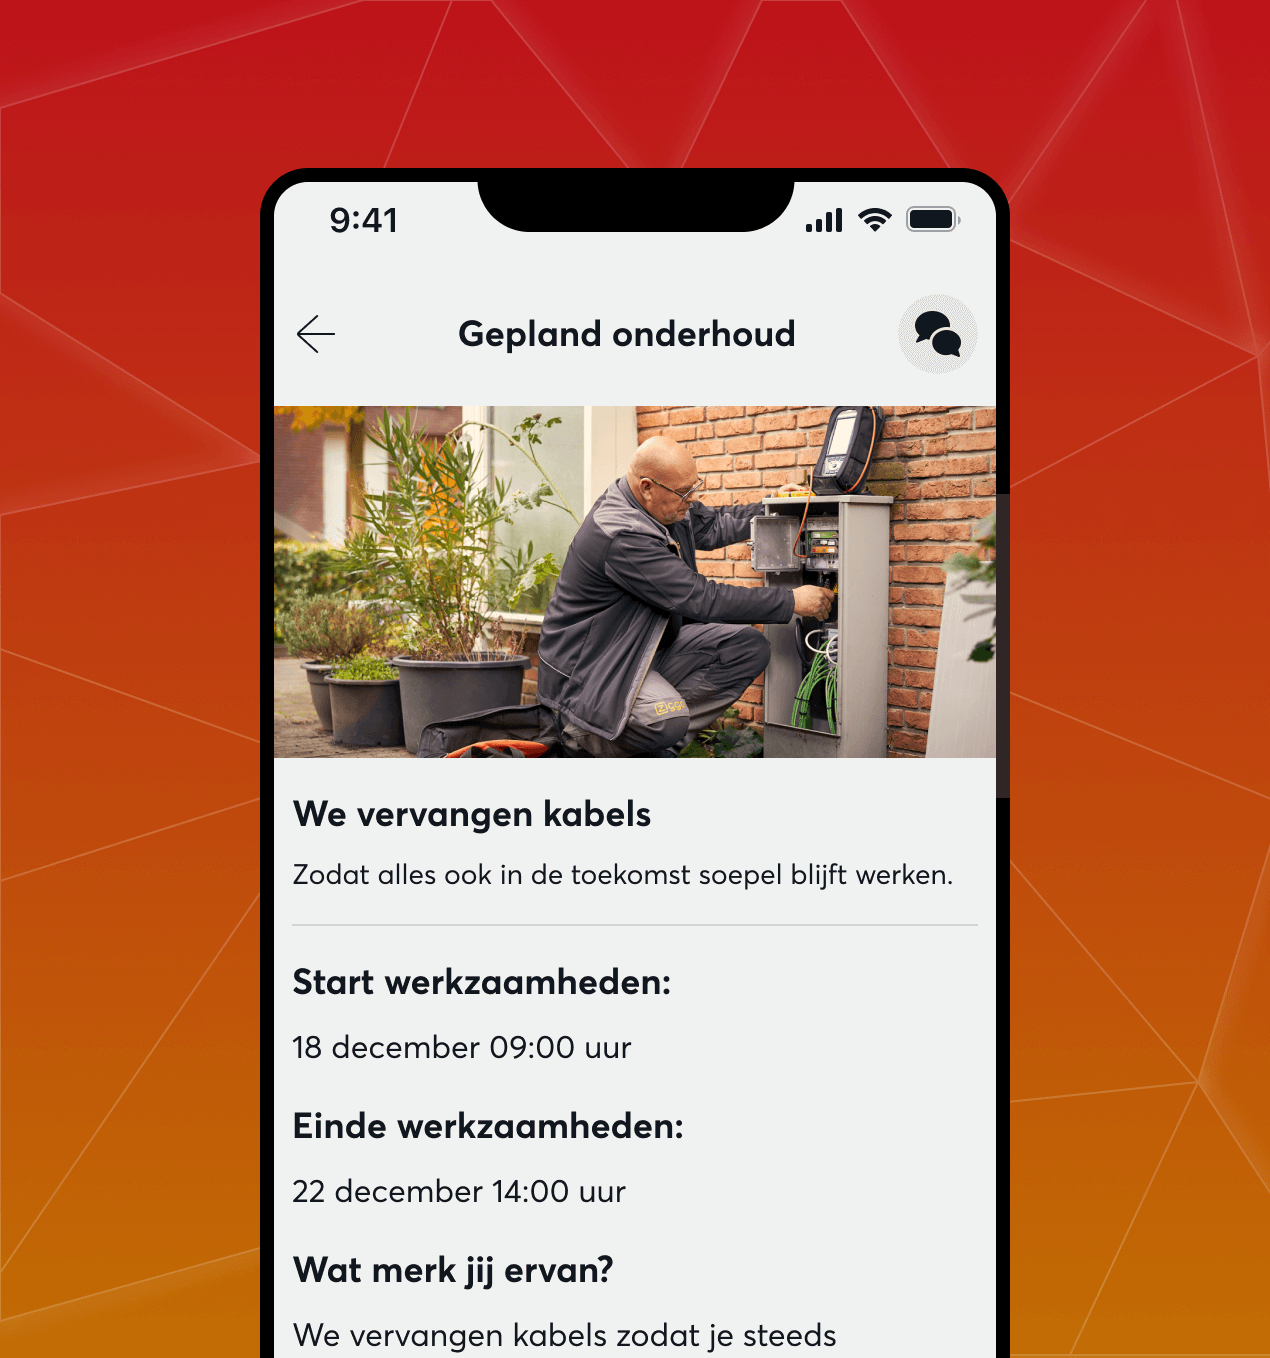 9:41
Gepland onderhoud
We vervangen kabels
Zodat alles ook in de toekomst soepel blijft werken.
Start werkzaamheden:
18 december 09:00 uur
Einde werkzaamheden:
22 december 14:00 uur
Wat merk jij ervan?
We vervangen kabels zodat je steeds